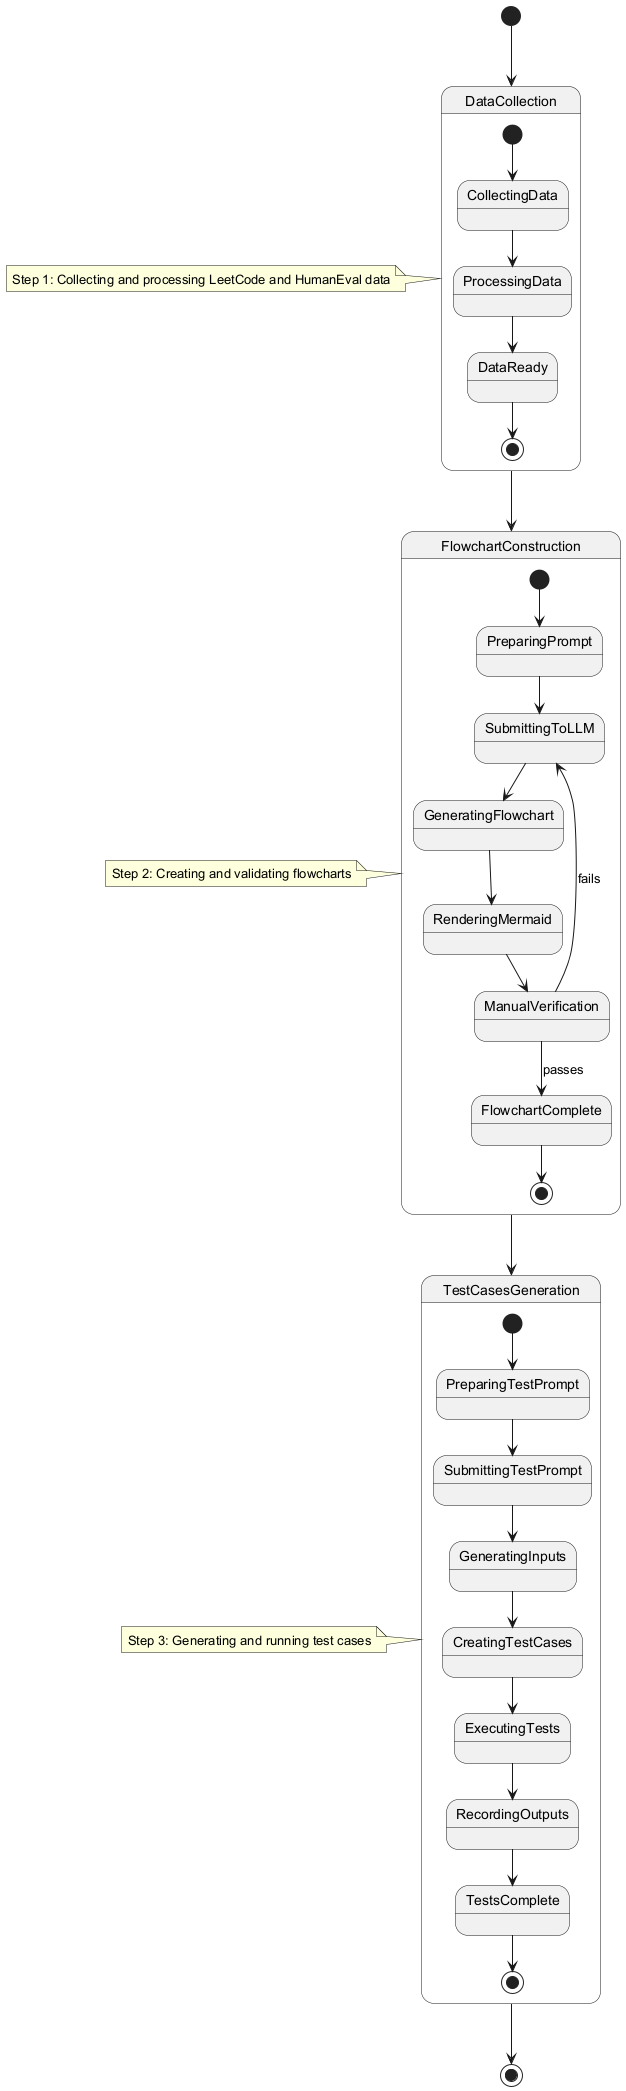 DataCollection
CollectingData
Step 1: Collecting and processing LeetCode and HumanEval data
ProcessingData
DataReady
FlowchartConstruction
PreparingPrompt
SubmittingToLLM
GeneratingFlowchart
Step 2: Creating and validating flowcharts
fails
RenderingMermaid
ManualVerification
passes
FlowchartComplete
TestCasesGeneration
PreparingTestPrompt
SubmittingTestPrompt
GeneratingInputs
Step 3: Generating and running test cases
CreatingTestCases
ExecutingTests
RecordingOutputs
TestsComplete